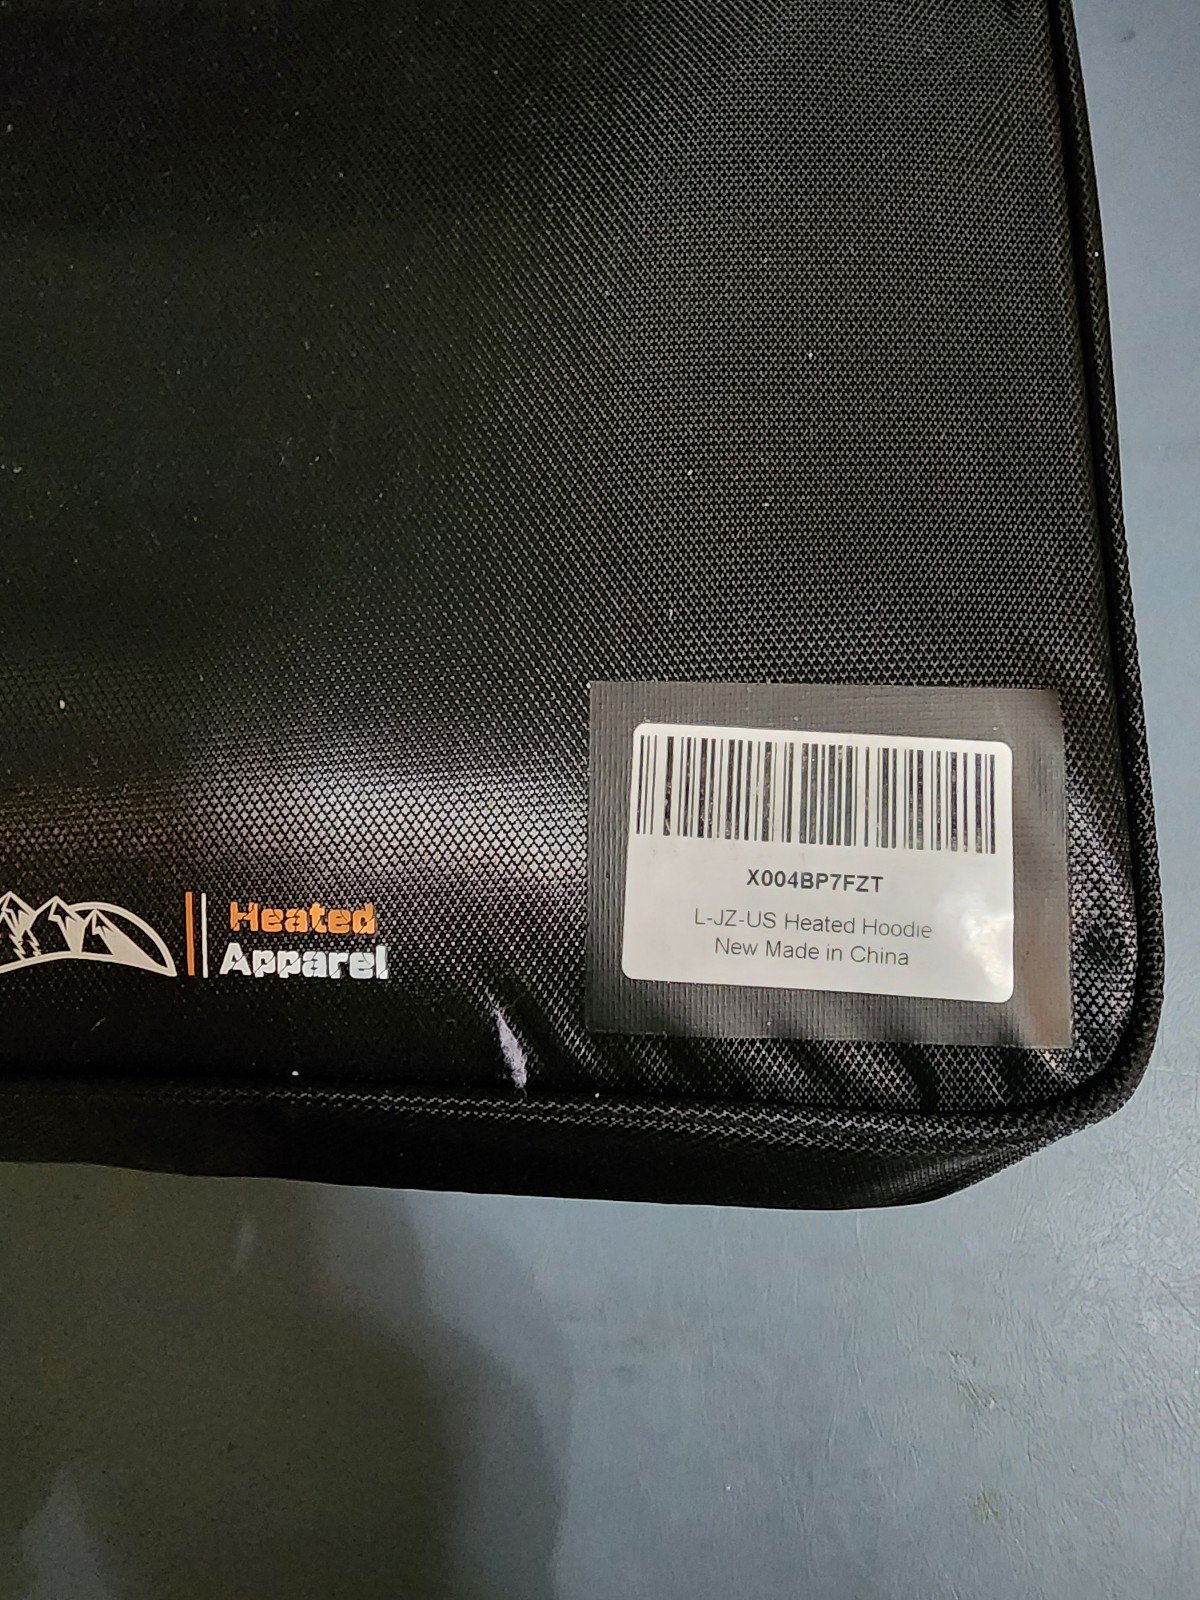 Heated
Apparel
X004BP7FZT
L-JZ-US Heated Hoodie
New Made in China